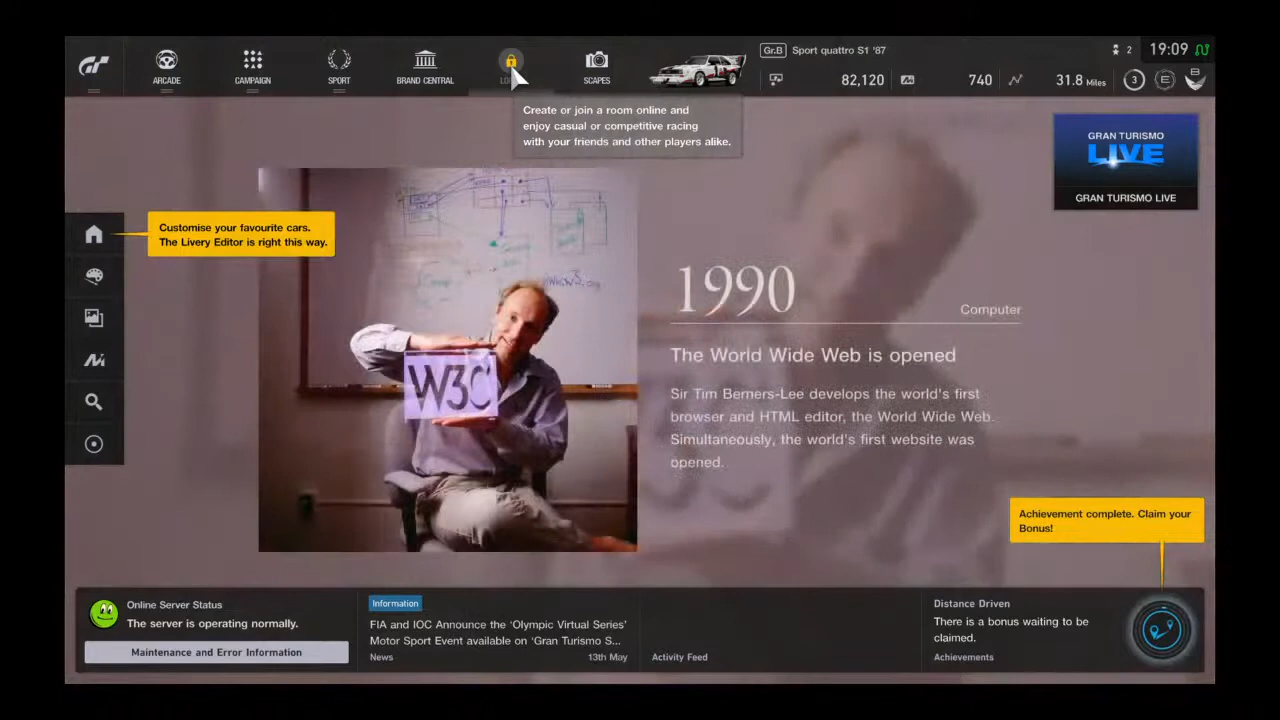 GT
ARCADE
CAMPAIGN
SPORT
BRAND CENTRAL
SCAPES
Gr.B Sport quattro S1 '87
2
19:09
82,120
740
31.8 Miles
3
E
B
Create or join a room online and
enjoy casual or competitive racing
with your friends and other players alike.
GRAN TURISMO
LIVE
GRAN TURISMO LIVE
Customise your favourite cars.
The Livery Editor is right this way.
www.w3.org
W3C
1990
Computer
The World Wide Web is opened
Sir Tim Berners-Lee develops the world's first
browser and HTML editor, the World Wide Web.
Simultaneously, the world's first website was
opened.
Achievement complete. Claim your
Bonus!
Online Server Status
The server is operating normally.
Maintenance and Error Information
Information
FIA and IOC Announce the ‘Olympic Virtual Series’
Motor Sport Event available on ‘Gran Turismo S...
News
13th May
Activity Feed
Distance Driven
There is a bonus waiting to be
claimed.
Achievements